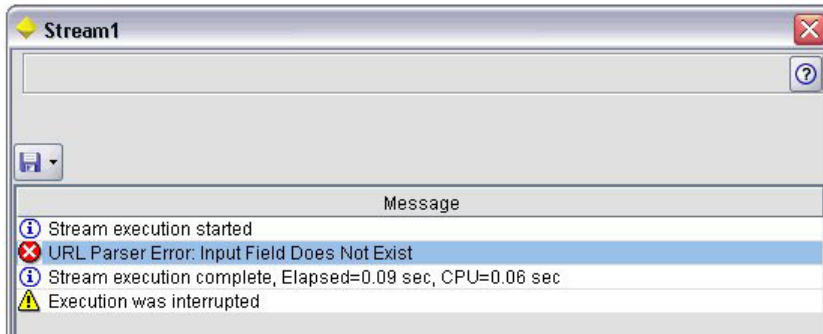 Stream1
Message
Stream execution started
URL Parser Error: Input Field Does Not Exist
Stream execution complete, Elapsed=0.09 sec, CPU=0.06 sec
Execution was interrupted